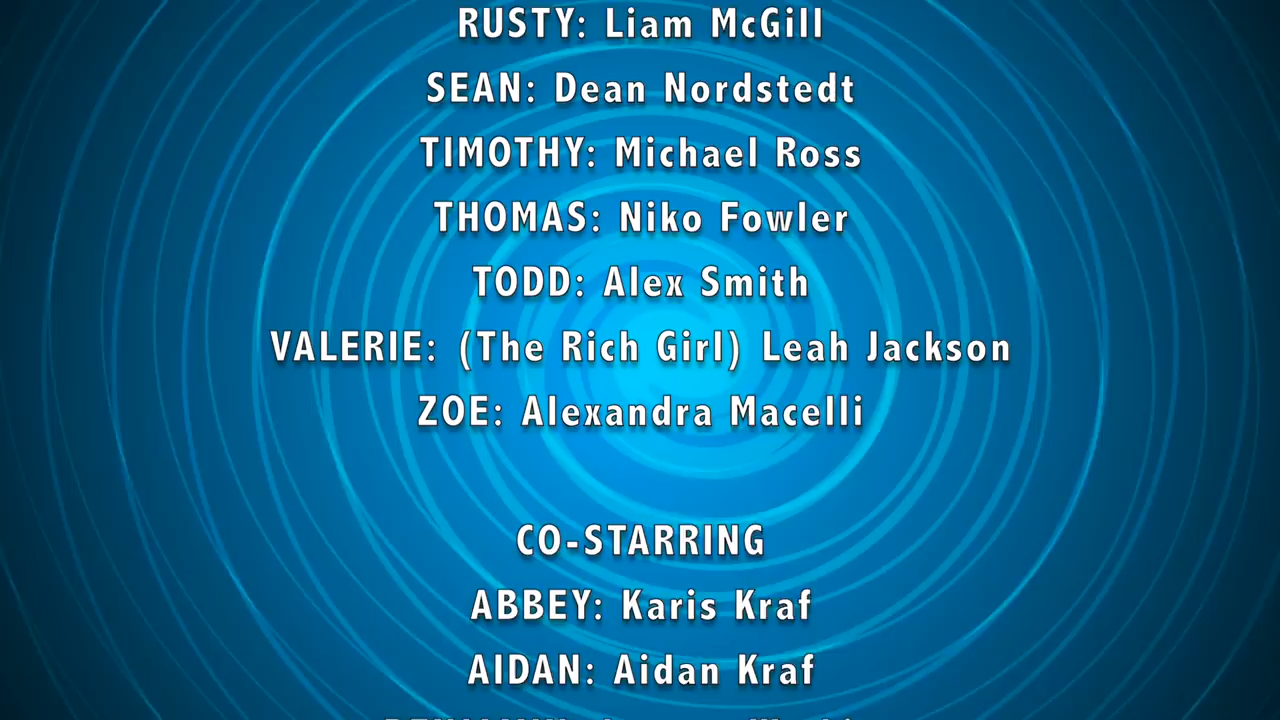 RUSTY: Liam McGill
SEAN: Dean Nordstedt
TIMOTHY: Michael Ross
THOMAS: Niko Fowler
TODD: Alex Smith
VALERIE: (The Rich Girl) Leah Jackson
ZOE: Alexandra Macelli
CO-STARRING
ABBEY: Karis Kraf
AIDAN: Aidan Kraf